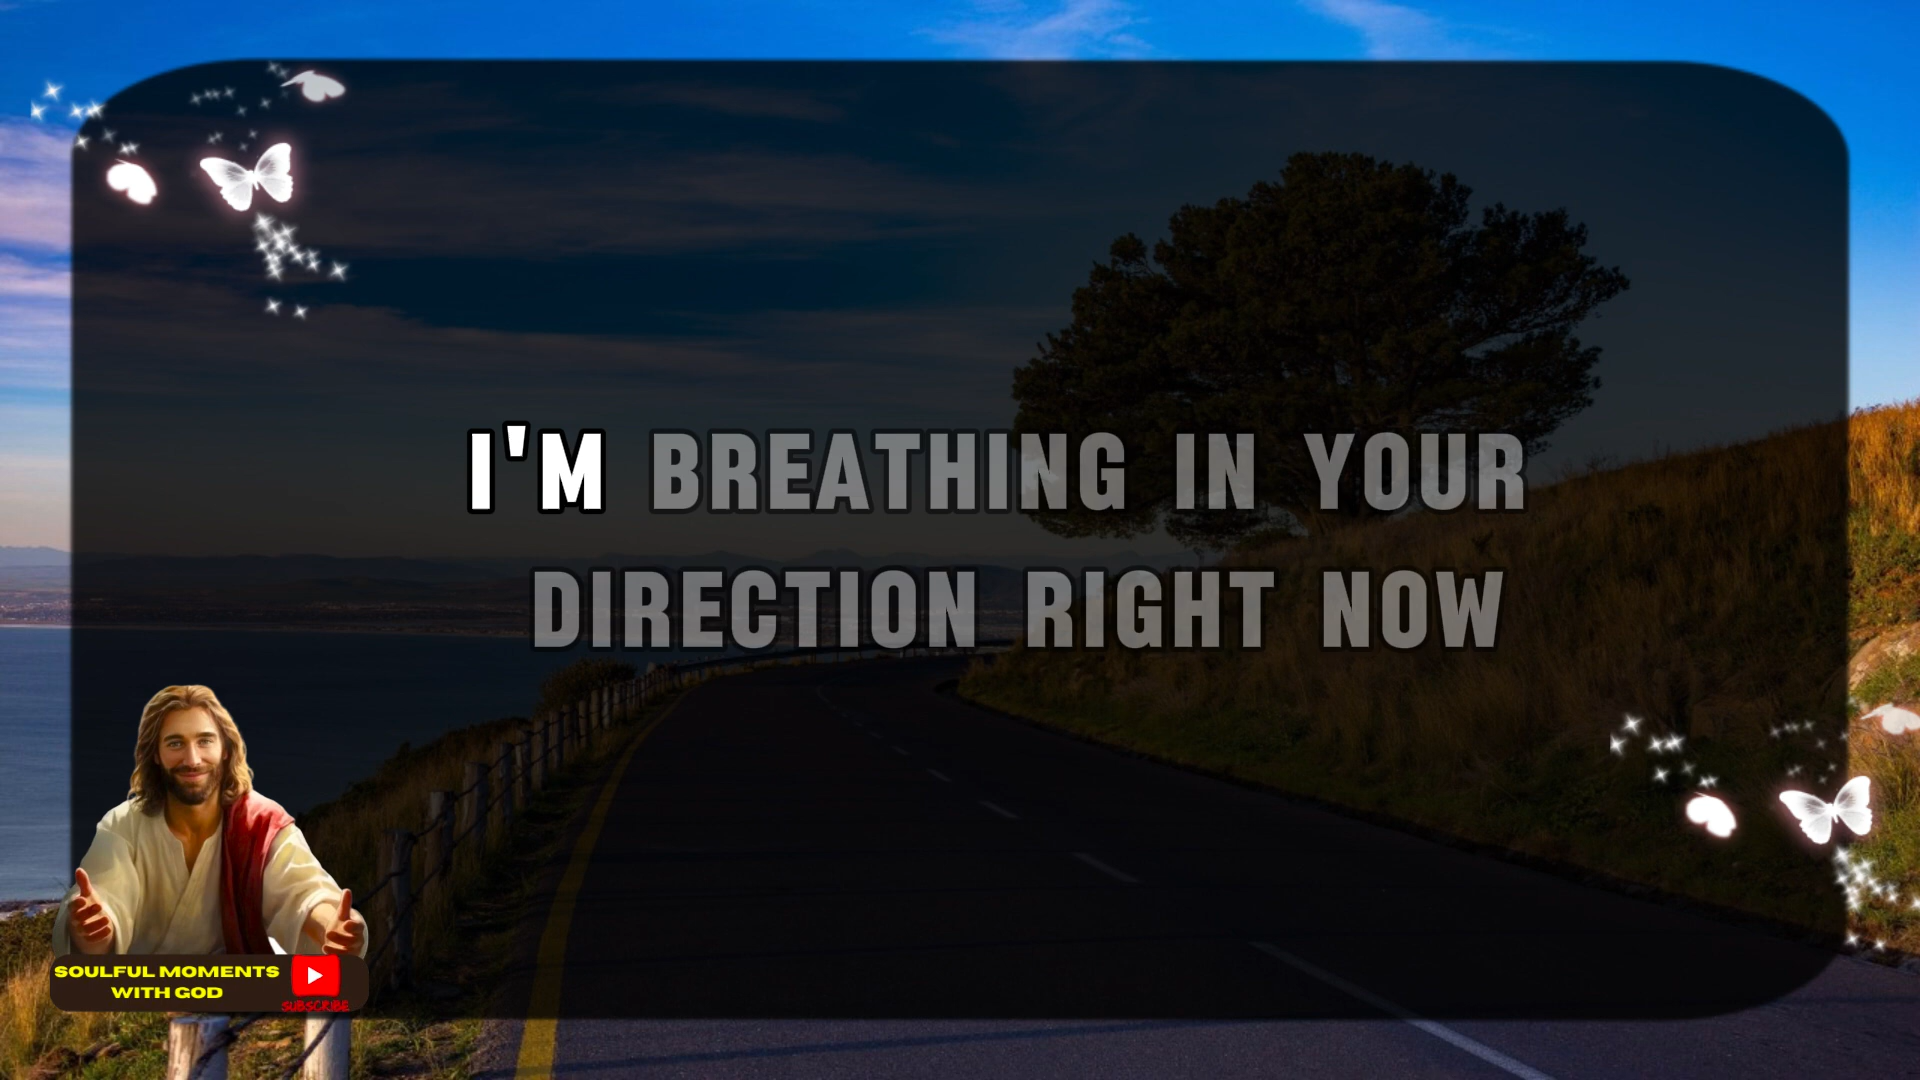 I'M BREATHING IN YOUR
DIRECTION RIGHT NOW
SOULFUL MOMENTS
WITH GOD
SUBSCRIBE